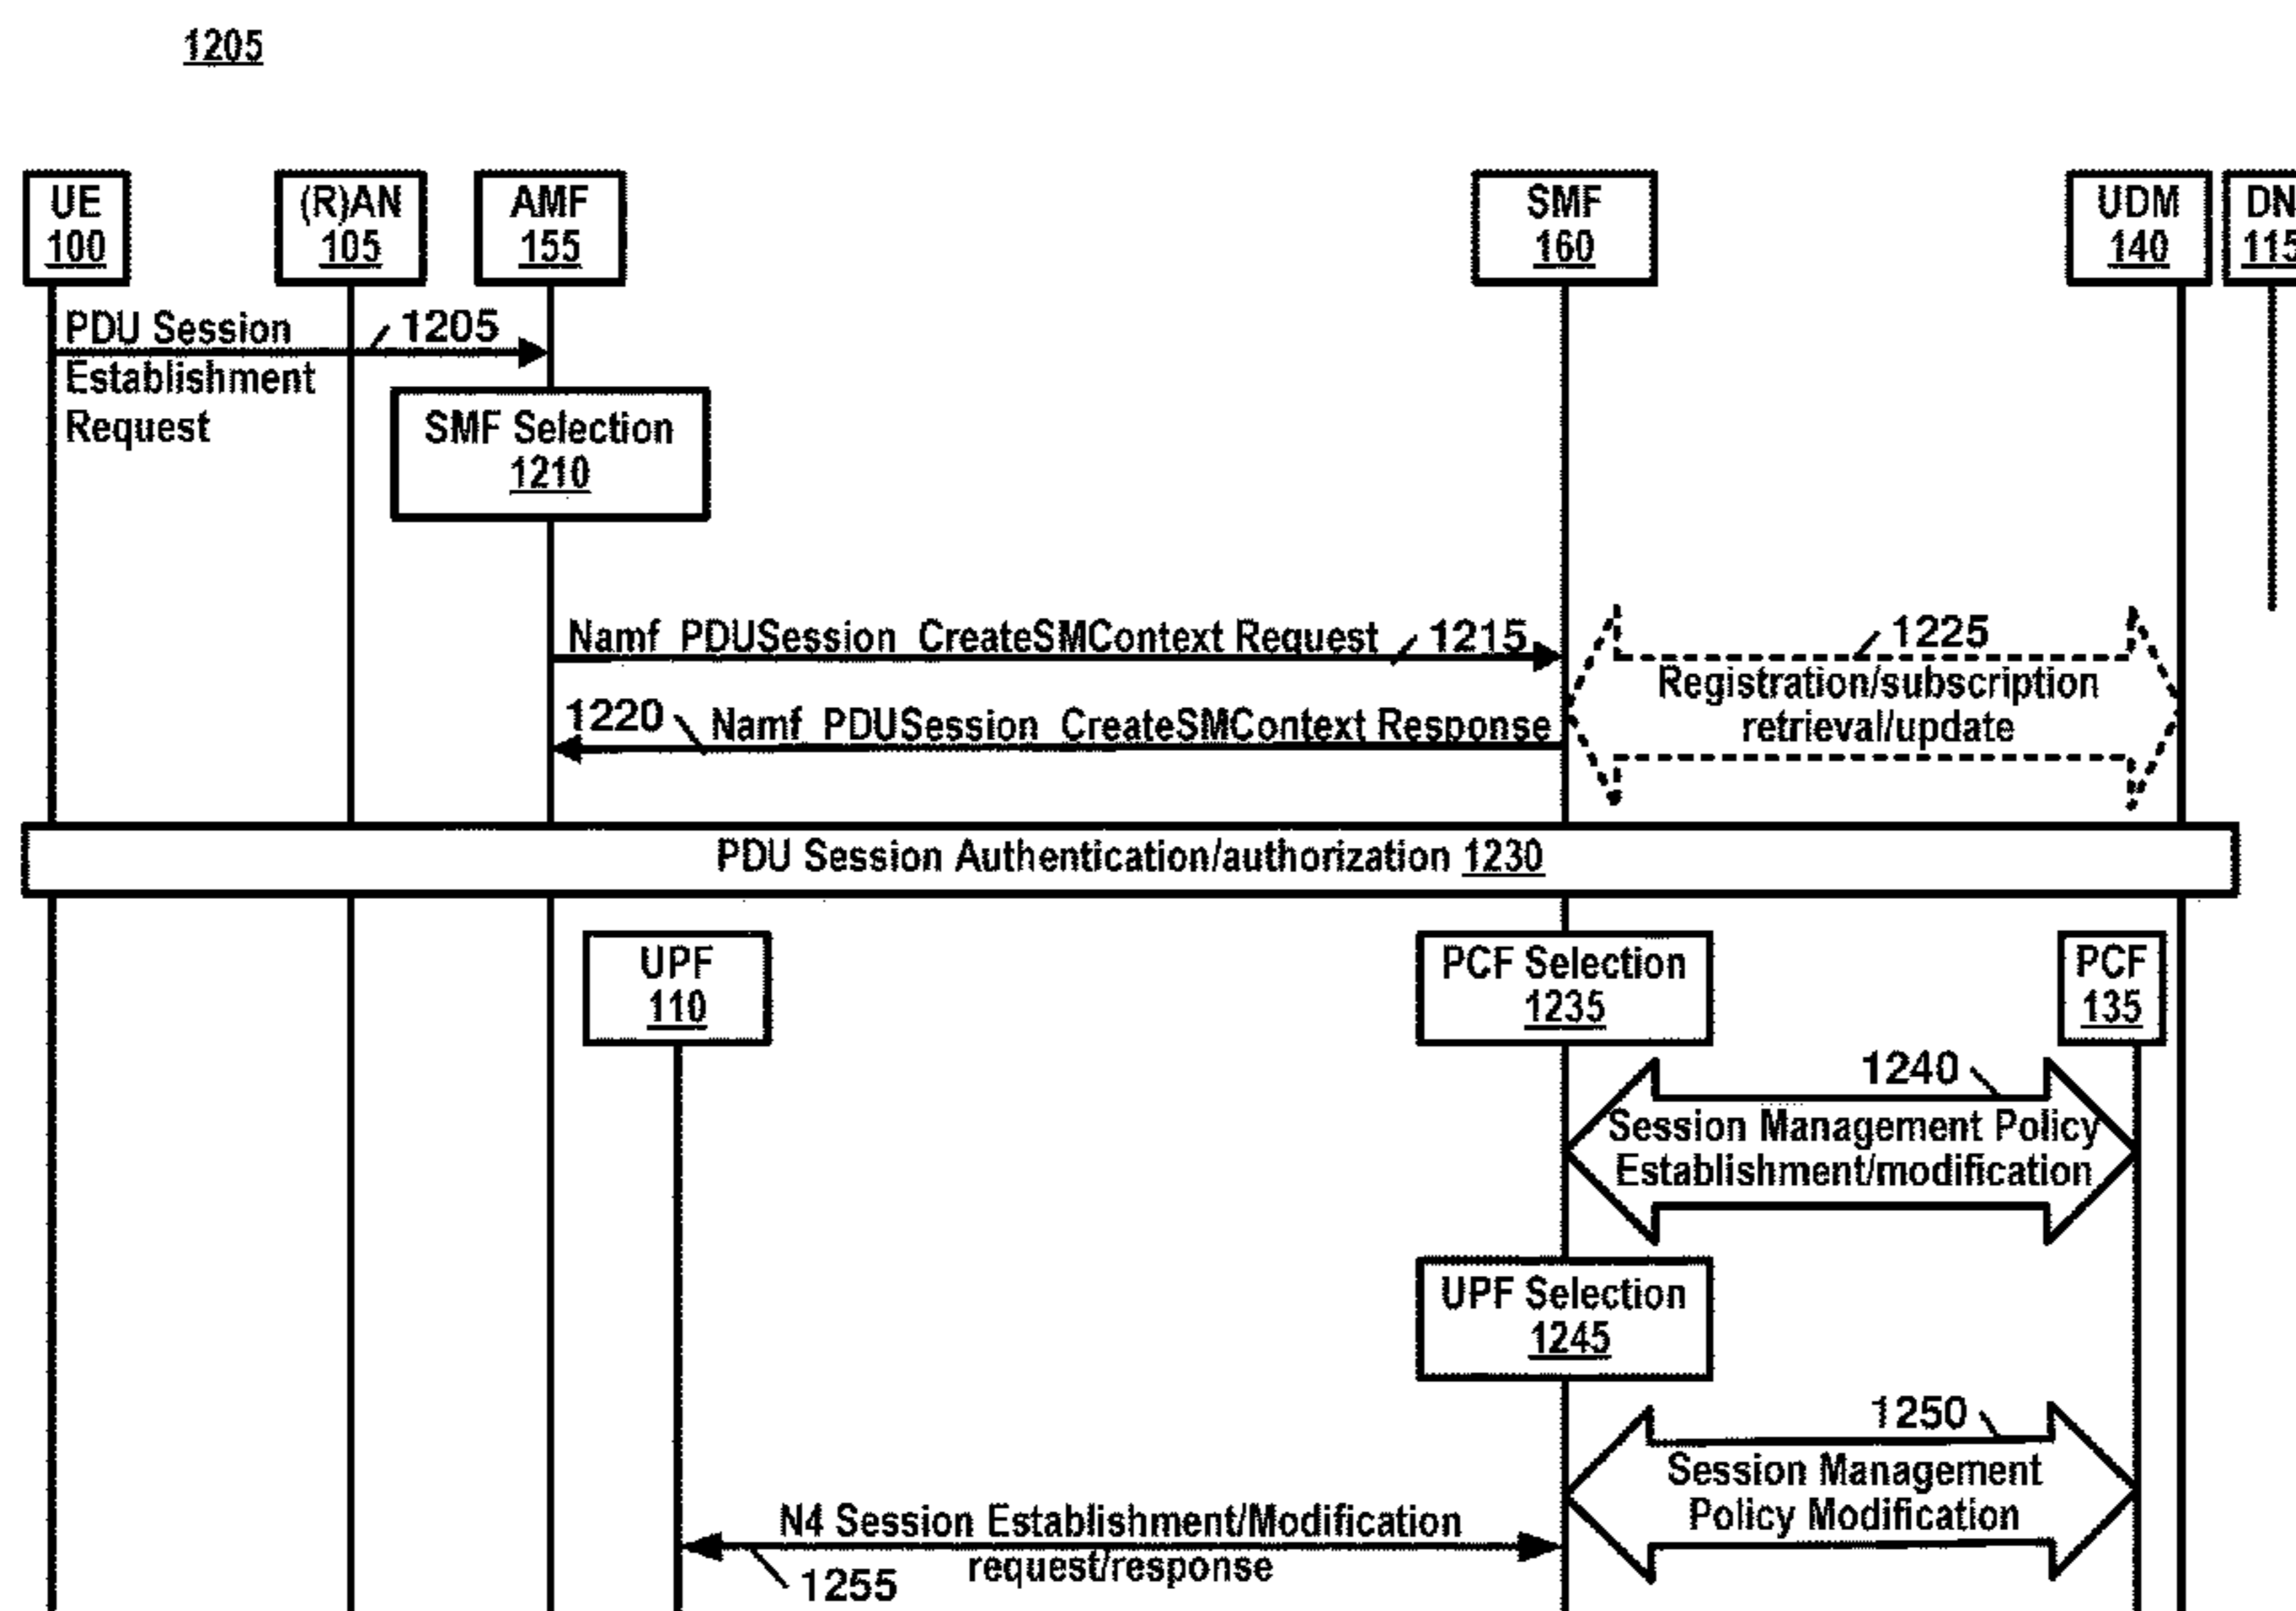 1205
UE
100
(R)AN
105
AMF
155
SMF
160
UDM
140
DN
115
PDU Session
Establishment
Request
1205
SMF Selection
1210
Namf_PDUSession_CreateSMContext Request
1215
1225
Registration/subscription
retrieval/update
1220
Namf_PDUSession_CreateSMContext Response
PDU Session Authentication/authorization 1230
UPF
110
PCF Selection
1235
PCF
135
1240
Session Management Policy
Establishment/modification
UPF Selection
1245
1250
Session Management
Policy Modification
N4 Session Establishment/Modification
request/response
1255